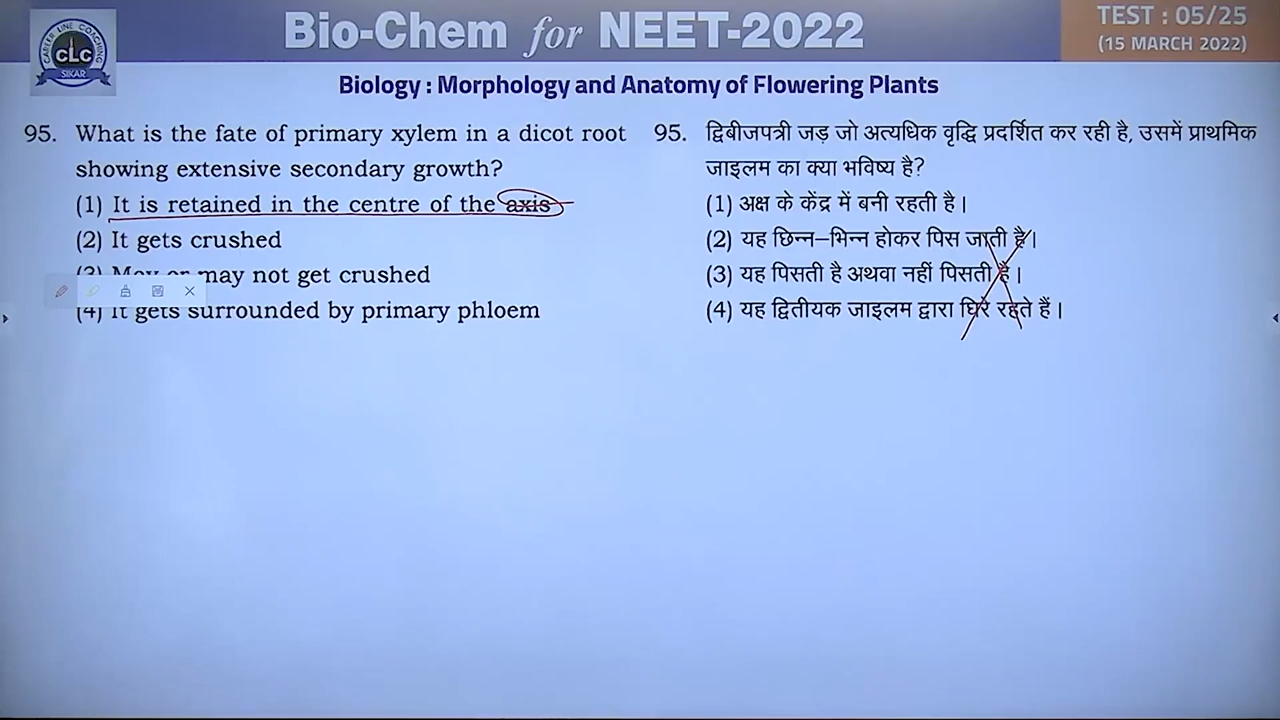 CAREER LINE COACHING
CLC
SIKAR
Bio-Chem for NEET-2022
TEST : 05/25
(15 MARCH 2022)
Biology : Morphology and Anatomy of Flowering Plants
95. What is the fate of primary xylem in a dicot root
showing extensive secondary growth?
(1) It is retained in the centre of the axis
(2) It gets crushed
(3) May or may not get crushed
(4) It gets surrounded by primary phloem
95. द्विबीजपत्री जड़ जो अत्यधिक वृद्धि प्रदर्शित कर रही है, उसमें प्राथमिक
जाइलम का क्या भविष्य है?
(1) अक्ष के केंद्र में बनी रहती है।
(2) यह छिन्न–भिन्न होकर पिस जाती है।
(3) यह पिसती है अथवा नहीं पिसती है।
(4) यह द्वितीयक जाइलम द्वारा घिरे रहते हैं।